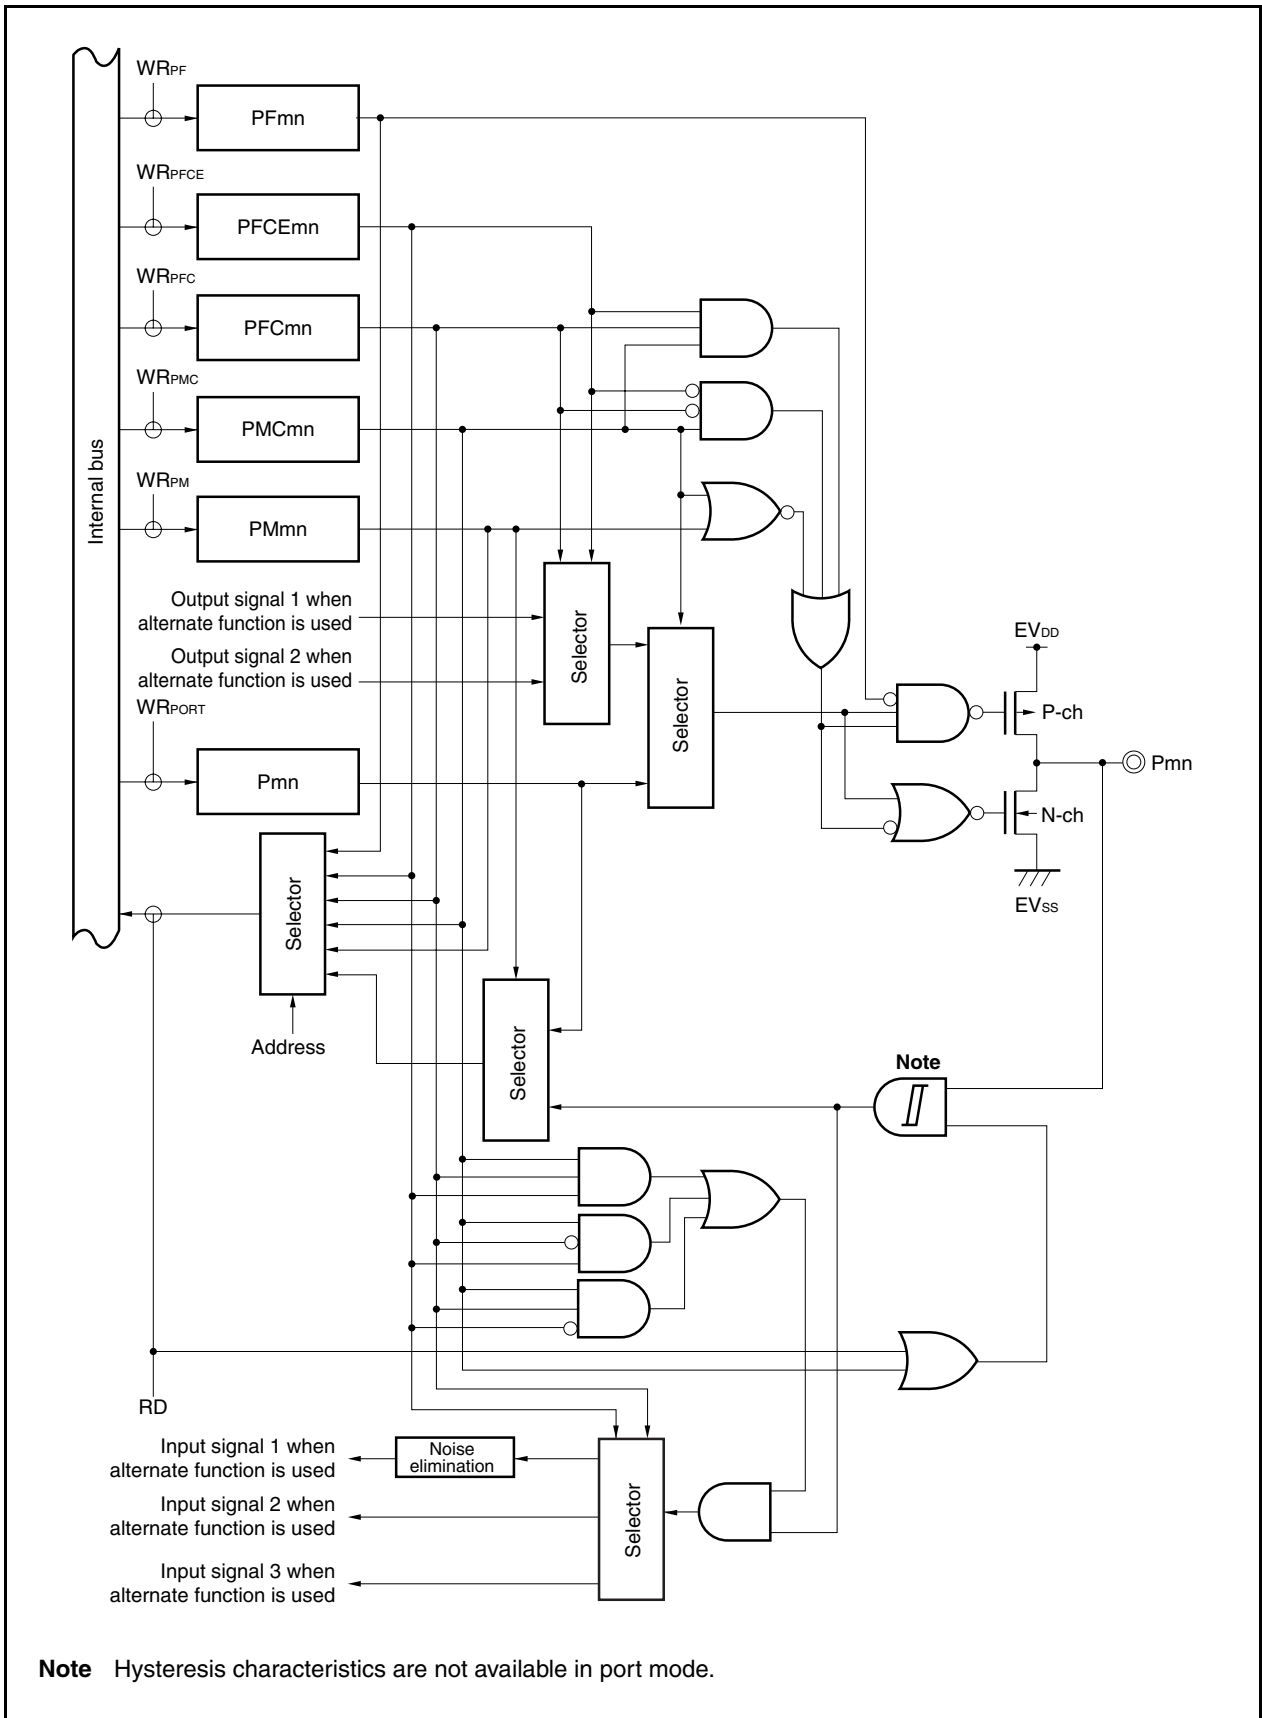 WRPF
PFmn
WRPFCE
PFCEmn
WRPFC
PFCmn
WRPMC
PMCmn
Internal bus
WRPM
PMmn
Output signal 1 when
alternate function is used
Output signal 2 when
alternate function is used
Selector
Selector
WRPORT
Pmn
EVDD
P-ch
Pmn
N-ch
EVSS
Selector
Address
Selector
Note
RD
Input signal 1 when
alternate function is used
Noise
elimination
Input signal 2 when
alternate function is used
Selector
Input signal 3 when
alternate function is used
Note Hysteresis characteristics are not available in port mode.